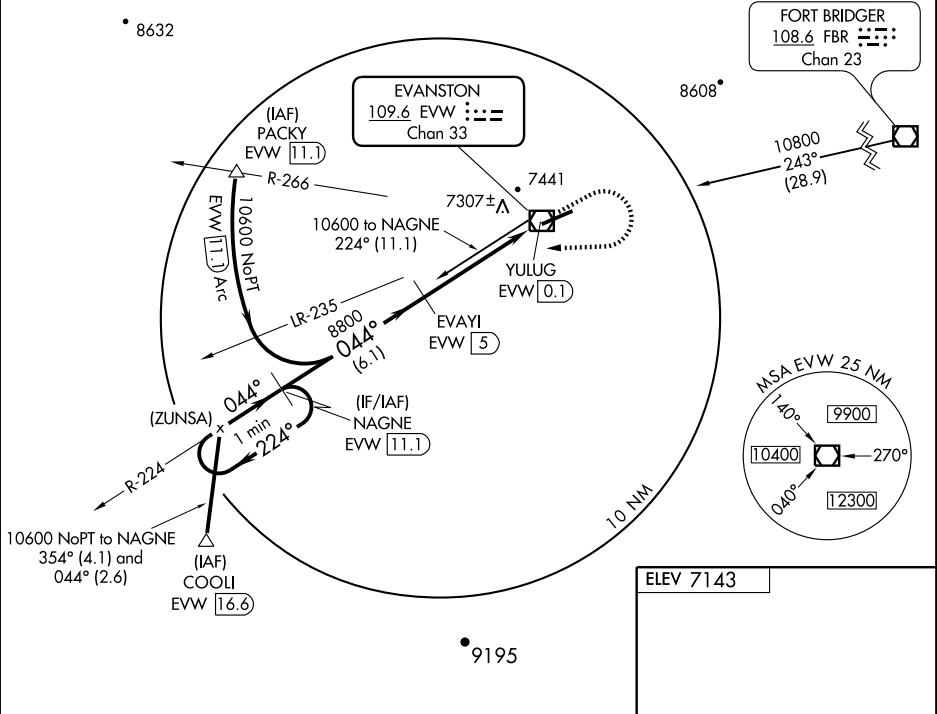 8632
FORT BRIDGER
108.6 FBR
Chan 23
8608
10800
243°
(28.9)
EVANSTON
109.6 EVW
Chan 33
(IAF)
PACKY
EVW 11.1
R-266
7441
7307±
10600 NoPT
EVW 11.1 Arc
10600 to NAGNE
224° (11.1)
YULUG
EVW 0.1
LR-235
8800
044°
(6.1)
EVAYI
EVW 5
044°
(ZUNSA)
1 min
224°
(IF/IAF)
NAGNE
EVW 11.1
R-224
10600 NoPT to NAGNE
354° (4.1) and
044° (2.6)
(IAF)
COOLI
EVW 16.6
10 NM
MSA EVW 25 NM
140°
9900
10400
270°
040°
12300
9195
ELEV 7143